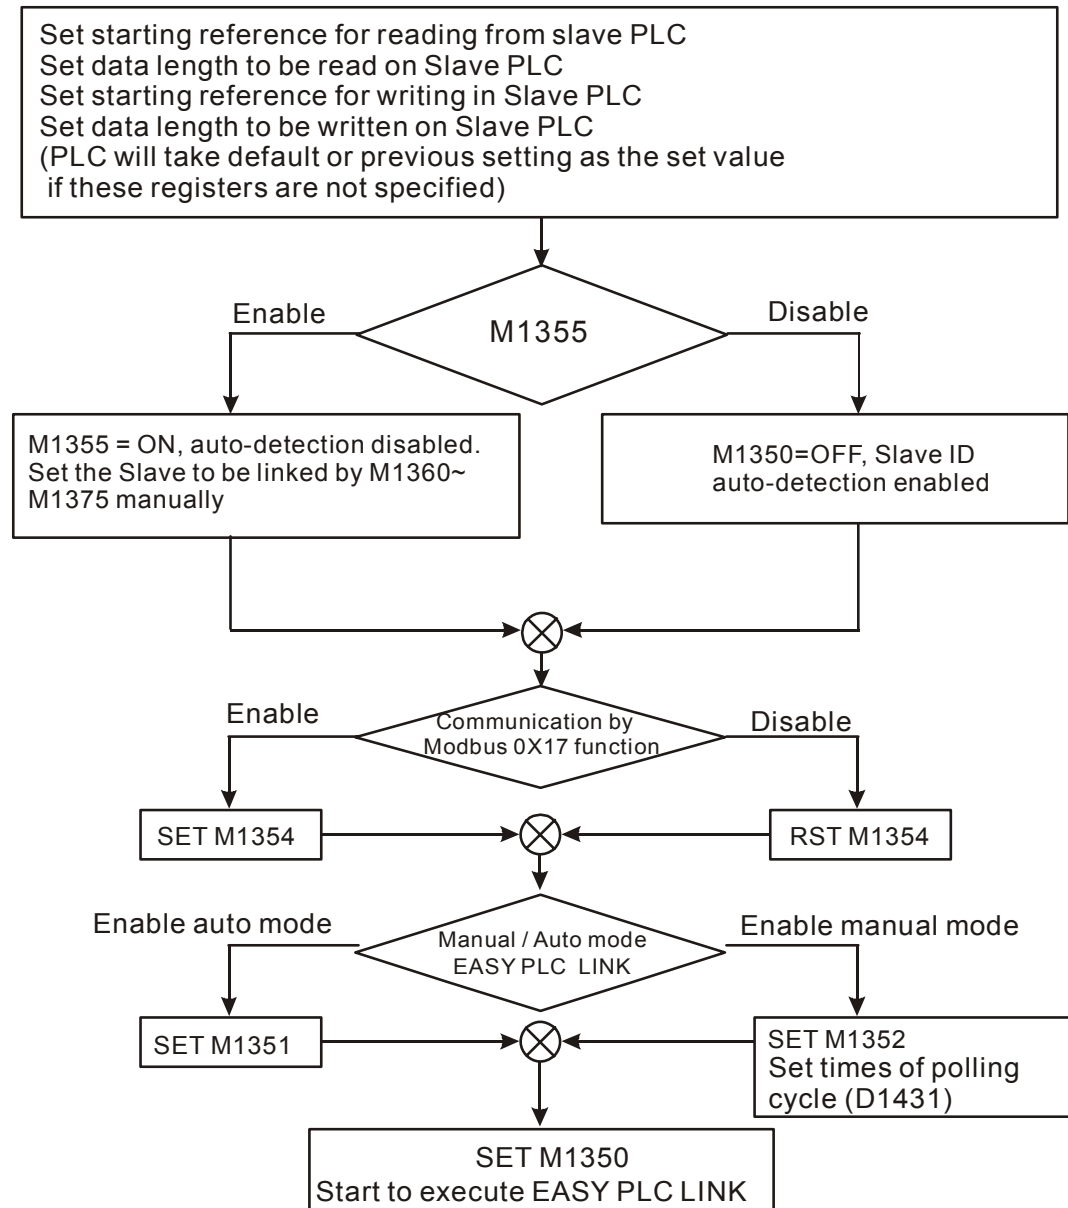 Set starting reference for reading from slave PLC
Set data length to be read on Slave PLC
Set starting reference for writing in Slave PLC
Set data length to be written on Slave PLC
(PLC will take default or previous setting as the set value
if these registers are not specified)
Enable
Disable
M1355
M1355 = ON, auto-detection disabled.
Set the Slave to be linked by M1360~
M1375 manually
M1350=OFF, Slave ID
auto-detection enabled
Enable
Disable
Communication by
Modbus 0X17 function
SET M1354
RST M1354
Enable auto mode
Enable manual mode
Manual / Auto mode
EASY PLC LINK
SET M1351
SET M1352
Set times of polling
cycle (D1431)
SET M1350
Start to execute EASY PLC LINK